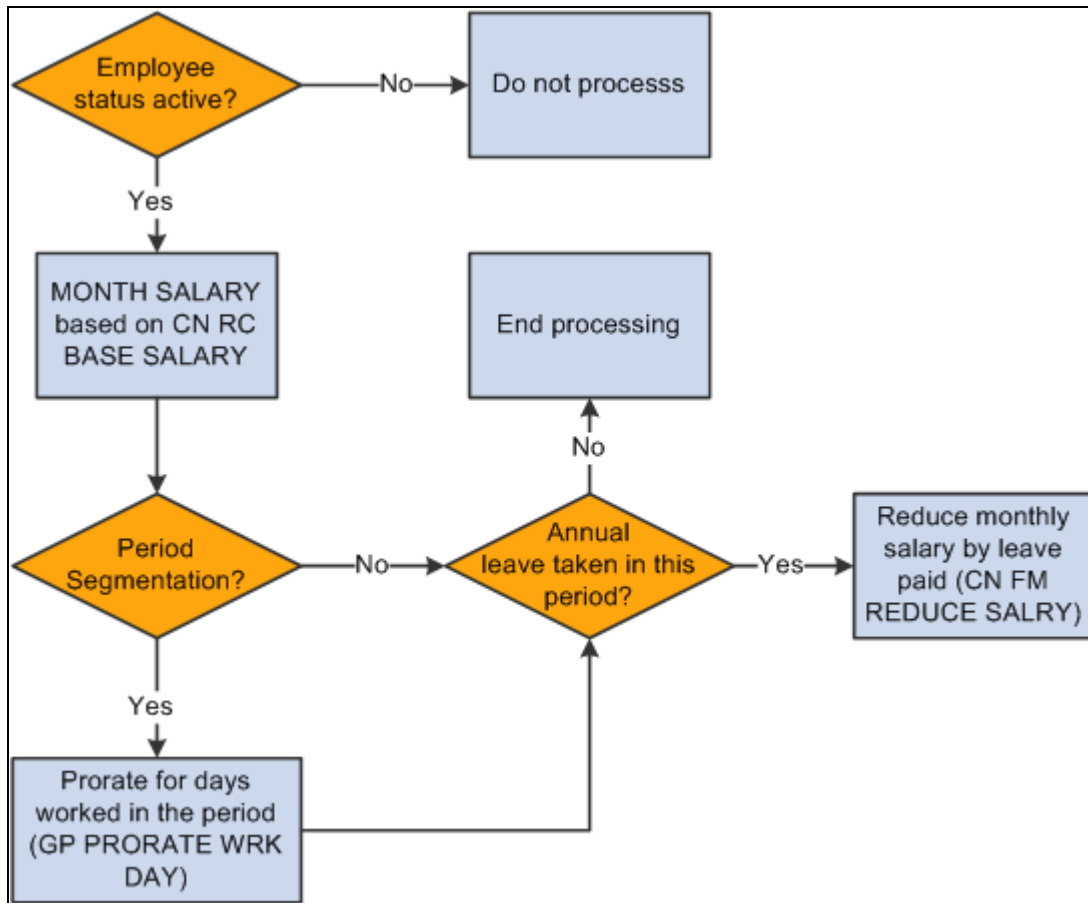 Employee
status active?
No
Do not processs
Yes
MONTH SALARY
based on CN RC
BASE SALARY
End processing
No
Period
Segmentation?
No
Annual
leave taken in this
period?
Yes
Reduce monthly
salary by leave
paid (CN FM
REDUCE SALRY)
Yes
Prorate for days
worked in the period
(GP PRORATE WRK
DAY)